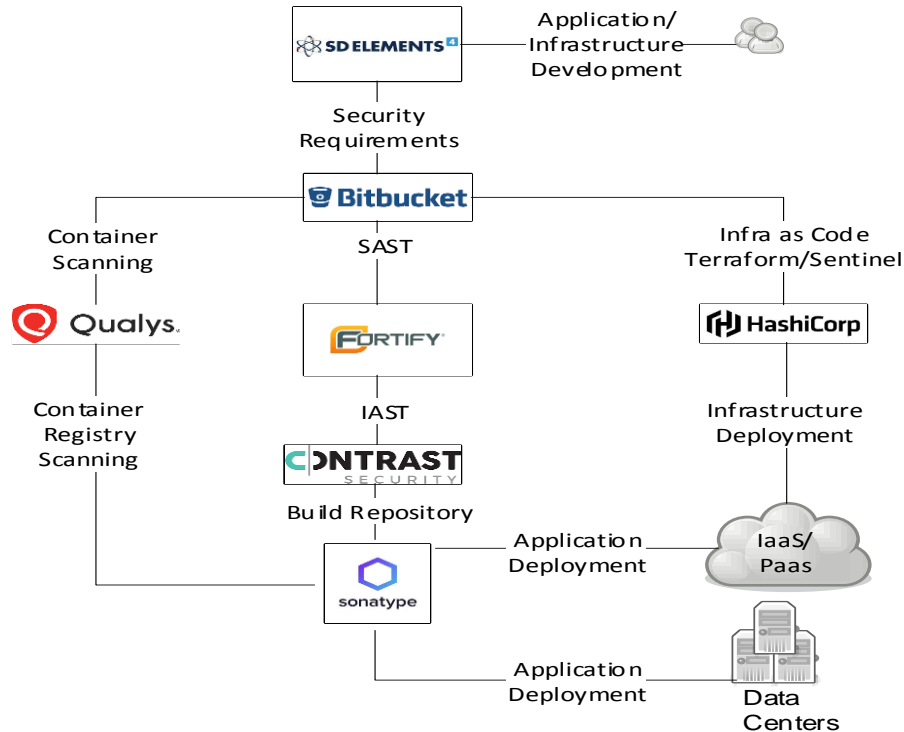 SD ELEMENTS 4
Application/
Infrastructure
Development
Security
Requirements
Bitbucket
Container
Scanning
SAST
Infra as Code
Terraform/Sentinel
Qualys.
FORTIFY
HashiCorp
Container
Registry
Scanning
IAST
Infrastructure
Deployment
CONTRAST
SECURITY
Build Repository
Application
Deployment
IaaS/
Paas
sonatype
Application
Deployment
Data
Centers